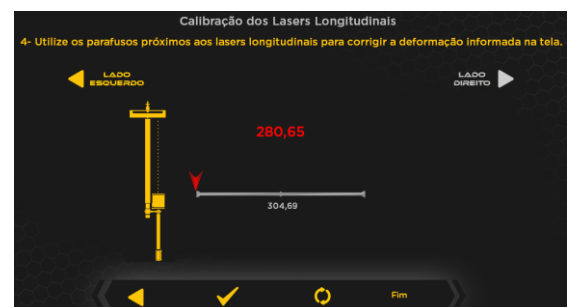 Calibração dos Lasers Longitudinais
4- Utilize os parafusos próximos aos lasers longitudinais para corrigir a deformação informada na tela.
LADO
ESQUERDO
LADO
DIREITO
280,65
304,69
Fim